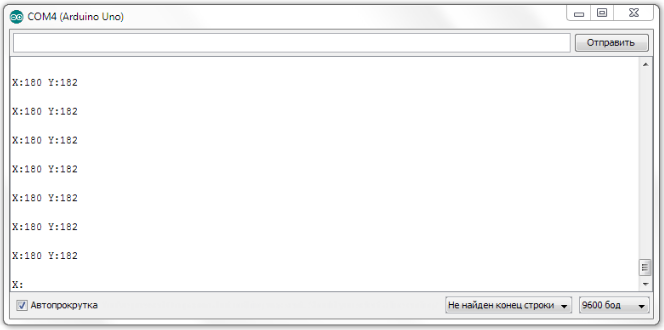 COM4 (Arduino Uno)
Отправить
X:180 Y:182
X:180 Y:182
X:180 Y:182
X:180 Y:182
X:180 Y:182
X:180 Y:182
X:180 Y:182
X:
Автопрокрутка
Не найден конец строки
9600 бод